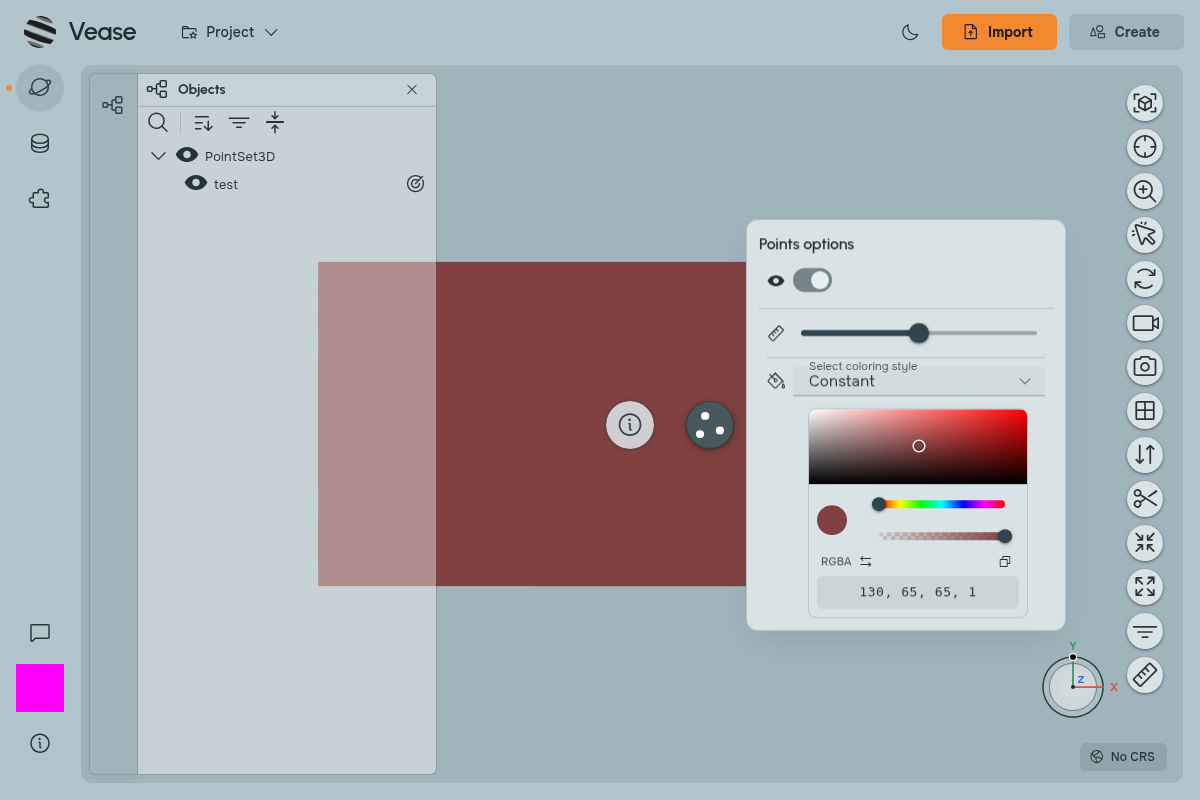 Vease
Project
Import
Create
Objects
PointSet3D
test
Points options
Select coloring style
Constant
RGBA
130, 65, 65, 1
Y
Z
X
No CRS